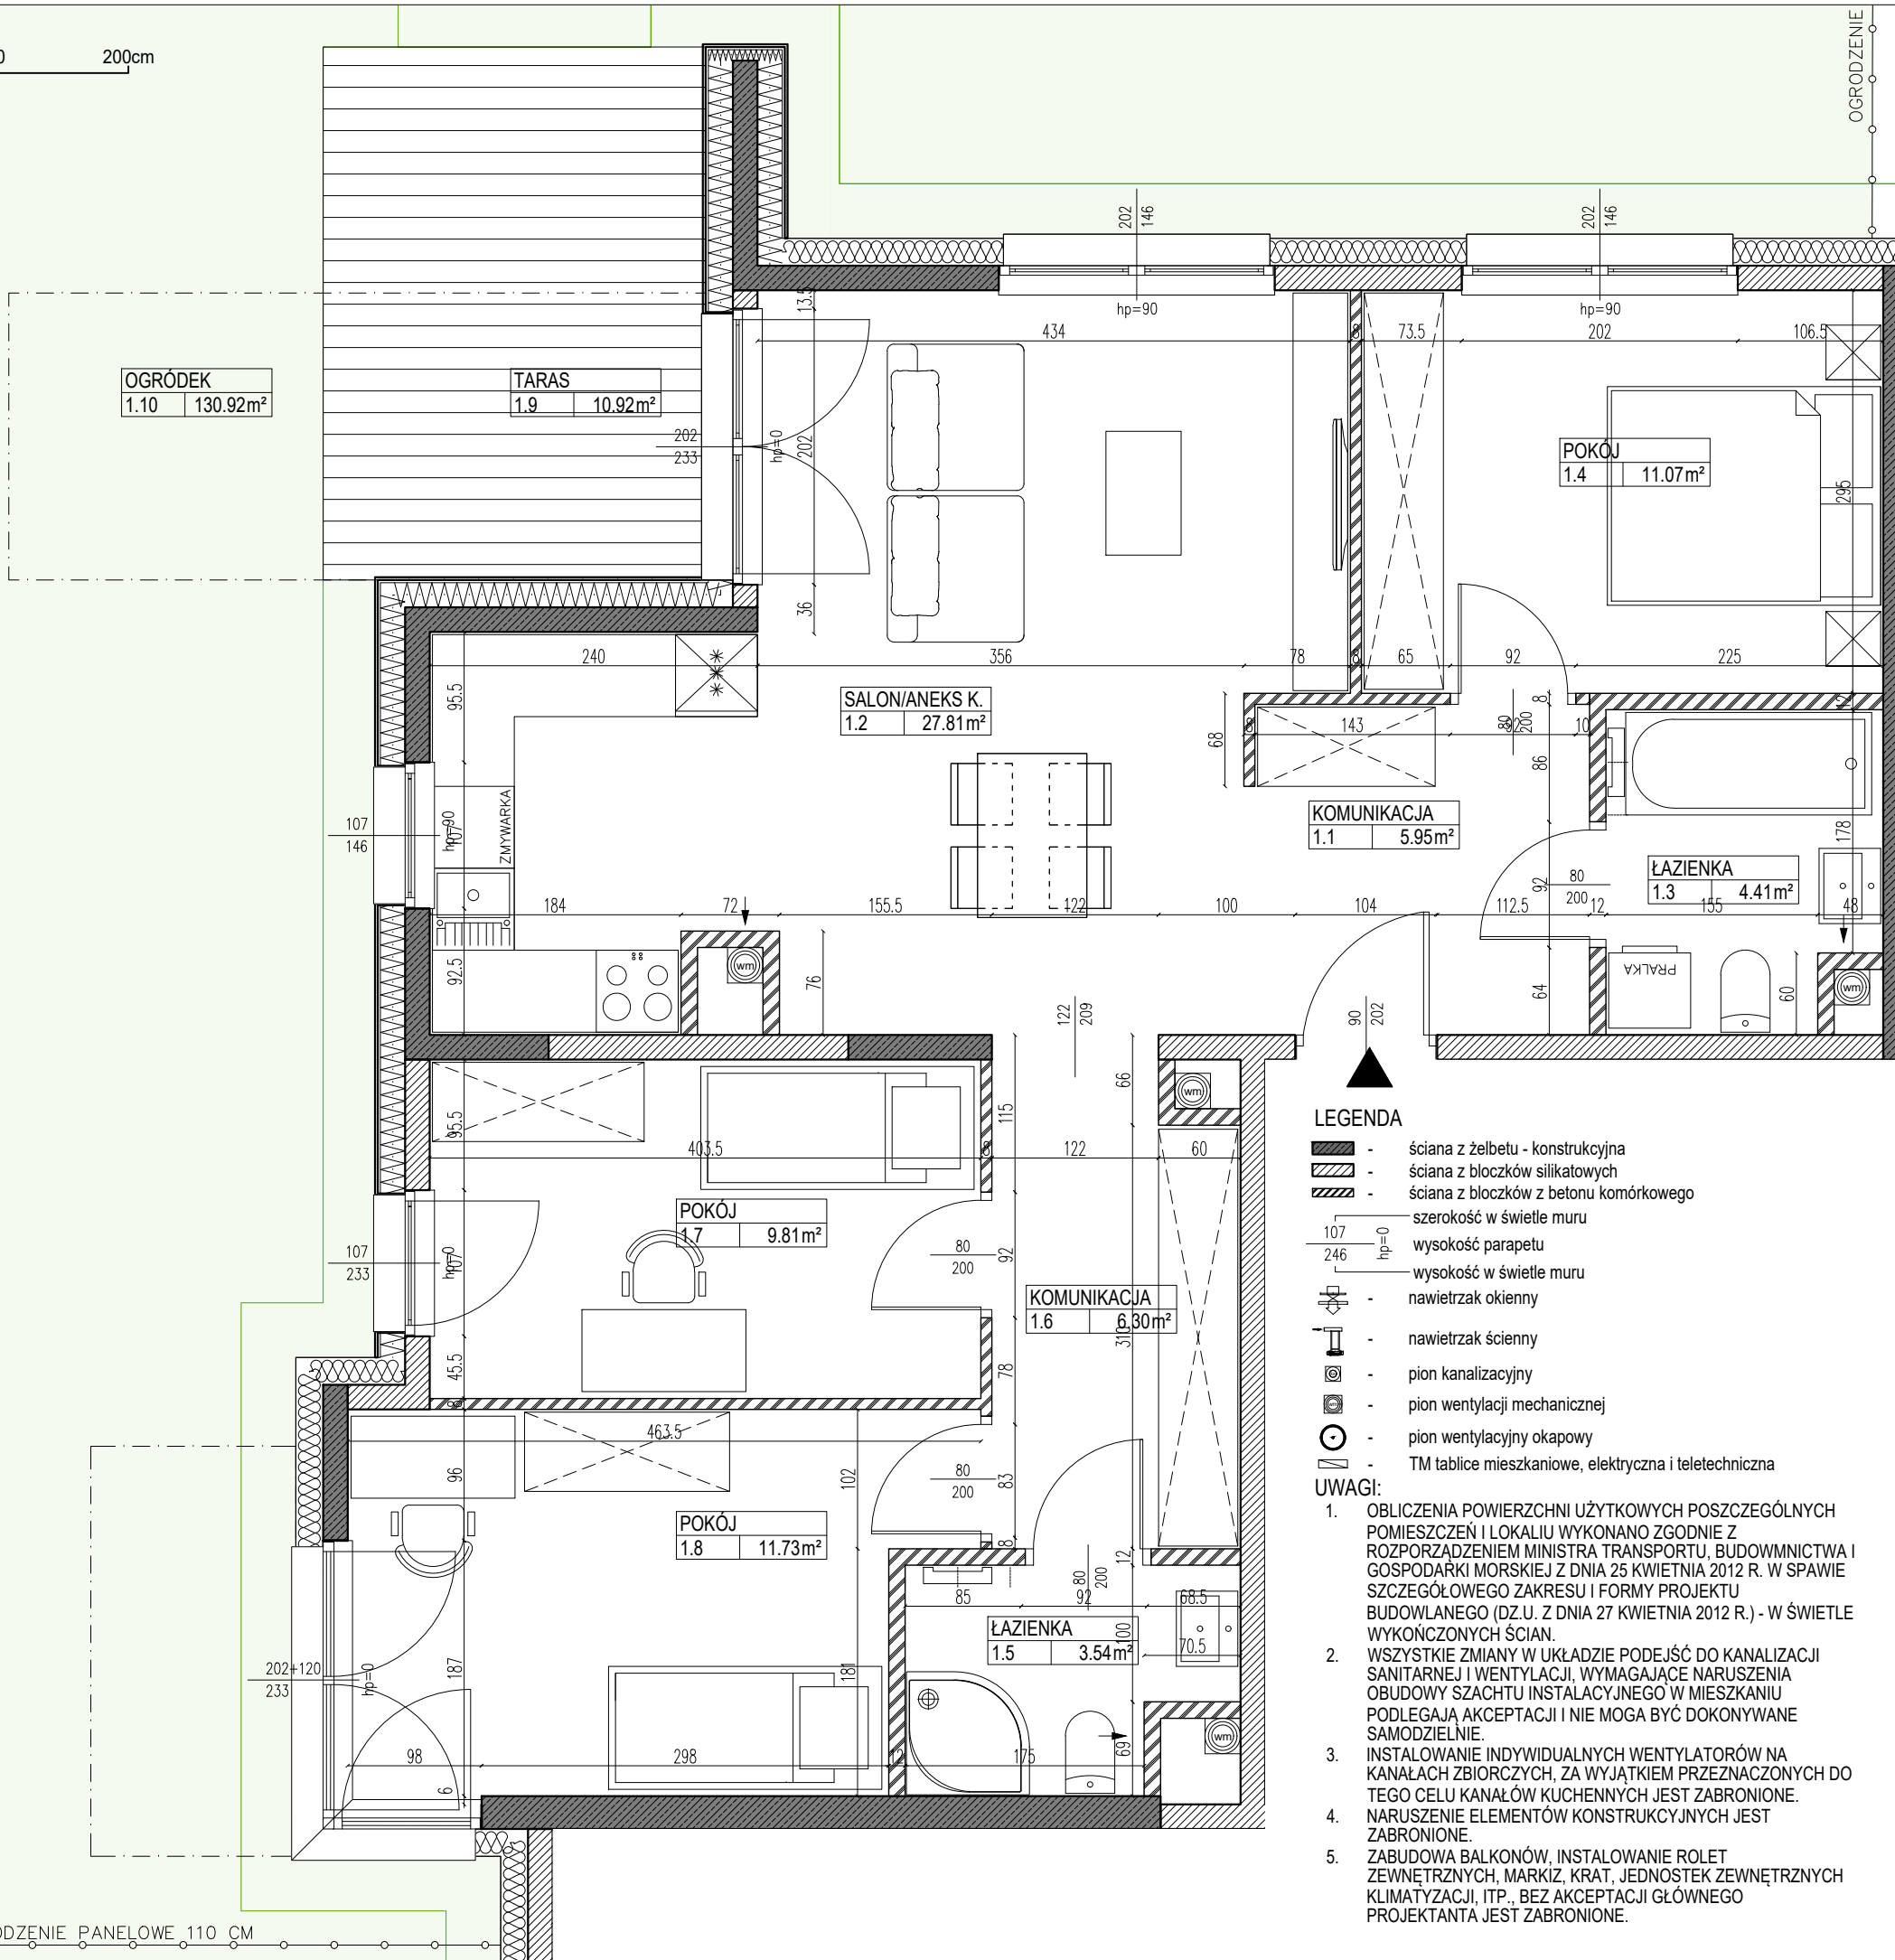 0 200cm
OGRODZENIE
202
146
202
146
hp=90
hp=90
13.5
434
8
73.5
202
106.5
OGRÓDEK
1.10 130.92m²
TARAS
1.9 10.92m²
202
233
hp=0
202
POKÓJ
1.4 11.07m²
295
36
240
356
78
8
65
92
225
95.5
SALON/ANEKS K.
1.2 27.81m²
68
8
143
92
80
200
8
10
12
86
107
146
hp=90
107
ZMYWARKA
KOMUNIKACJA
1.1 5.95m²
178
ŁAZIENKA
1.3 4.41m²
92
80
200
184
72
155.5
122
100
104
112.5
12
155
48
92.5
wm
76
64
PRALKA
60
wm
122
209
90
202
66
wm
115
95.5
403.5
8
122
60
POKÓJ
1.7 9.81m²
107
233
hp=0
107
80
200
92
KOMUNIKACJA
1.6 6.30m²
310
45.5
78
8
463.5
96
102
80
200
83
POKÓJ
1.8 11.73m²
8
12
80
200
85
92
68.5
ŁAZIENKA
1.5 3.54m²
100
70.5
202+120
233
hp=0
187
181
wm
98
298
12
175
69
6
LEGENDA
- ściana z żelbetu - konstrukcyjna
- ściana z bloczków silikatowych
- ściana z bloczków z betonu komórkowego
szerokość w świetle muru
107
246
hp=0
wysokość parapetu
wysokość w świetle muru
- nawietrzak okienny
- nawietrzak ścienny
- pion kanalizacyjny
- pion wentylacji mechanicznej
- pion wentylacyjny okapowy
- TM tablice mieszkaniowe, elektryczna i teletechniczna
UWAGI:
1. OBLICZENIA POWIERZCHNI UŻYTKOWYCH POSZCZEGÓLNYCH
POMIESZCZEŃ I LOKALIU WYKONANO ZGODNIE Z
ROZPORZĄDZENIEM MINISTRA TRANSPORTU, BUDOWMNICTWA I
GOSPODARKI MORSKIEJ Z DNIA 25 KWIETNIA 2012 R. W SPAWIE
SZCZEGÓŁOWEGO ZAKRESU I FORMY PROJEKTU
BUDOWLANEGO (DZ.U. Z DNIA 27 KWIETNIA 2012 R.) - W ŚWIETLE
WYKOŃCZONYCH ŚCIAN.
2. WSZYSTKIE ZMIANY W UKŁADZIE PODEJŚĆ DO KANALIZACJI
SANITARNEJ I WENTYLACJI, WYMAGAJĄCE NARUSZENIA
OBUDOWY SZACHTU INSTALACYJNEGO W MIESZKANIU
PODLEGAJĄ AKCEPTACJI I NIE MOGA BYĆ DOKONYWANE
SAMODZIELNIE.
3. INSTALOWANIE INDYWIDUALNYCH WENTYLATORÓW NA
KANAŁACH ZBIORCZYCH, ZA WYJĄTKIEM PRZEZNACZONYCH DO
TEGO CELU KANAŁÓW KUCHENNYCH JEST ZABRONIONE.
4. NARUSZENIE ELEMENTÓW KONSTRUKCYJNYCH JEST
ZABRONIONE.
5. ZABUDOWA BALKONÓW, INSTALOWANIE ROLET
ZEWNĘTRZNYCH, MARKIZ, KRAT, JEDNOSTEK ZEWNĘTRZNYCH
KLIMATYZACJI, ITP., BEZ AKCEPTACJI GŁÓWNEGO
PROJEKTANTA JEST ZABRONIONE.
ODZENIE PANELOWE 110 CM